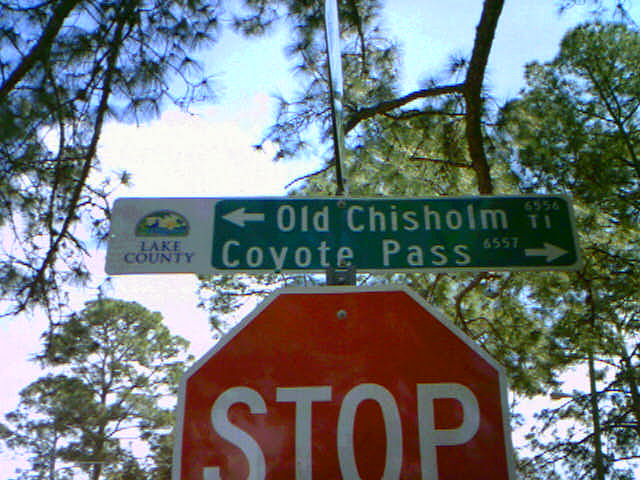 LAKE
COUNTY
← Old Chisholm Tl 6556
Coyote Pass 6557 →
STOP